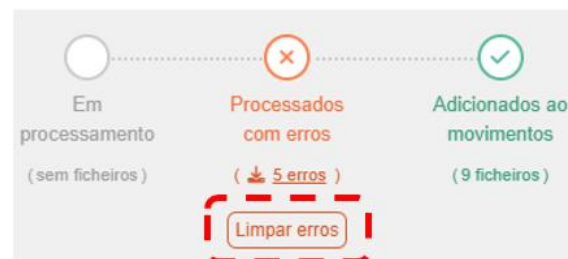 Em
processamento
(sem ficheiros)
Processados
com erros
( 5 erros )
Limpar erros
Adicionados ao
movimentos
(9 ficheiros)